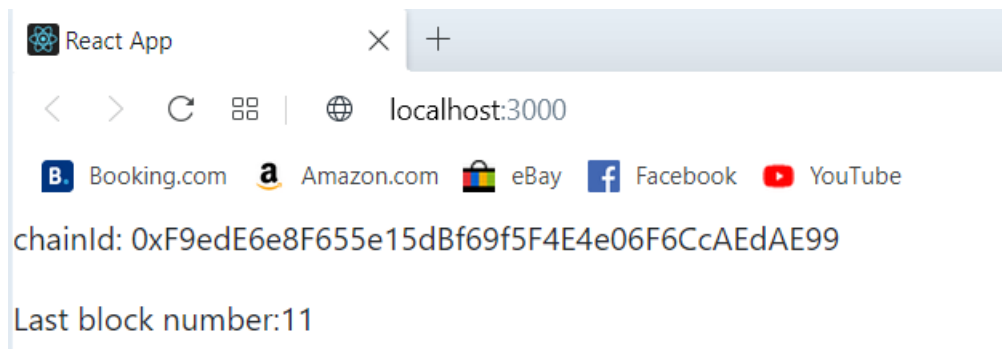 React App
localhost:3000
B. Booking.com a Amazon.com eBay f Facebook YouTube
chainId: 0xF9edE6e8F655e15dBf69f5F4E4e06F6CcAEdAE99
Last block number:11